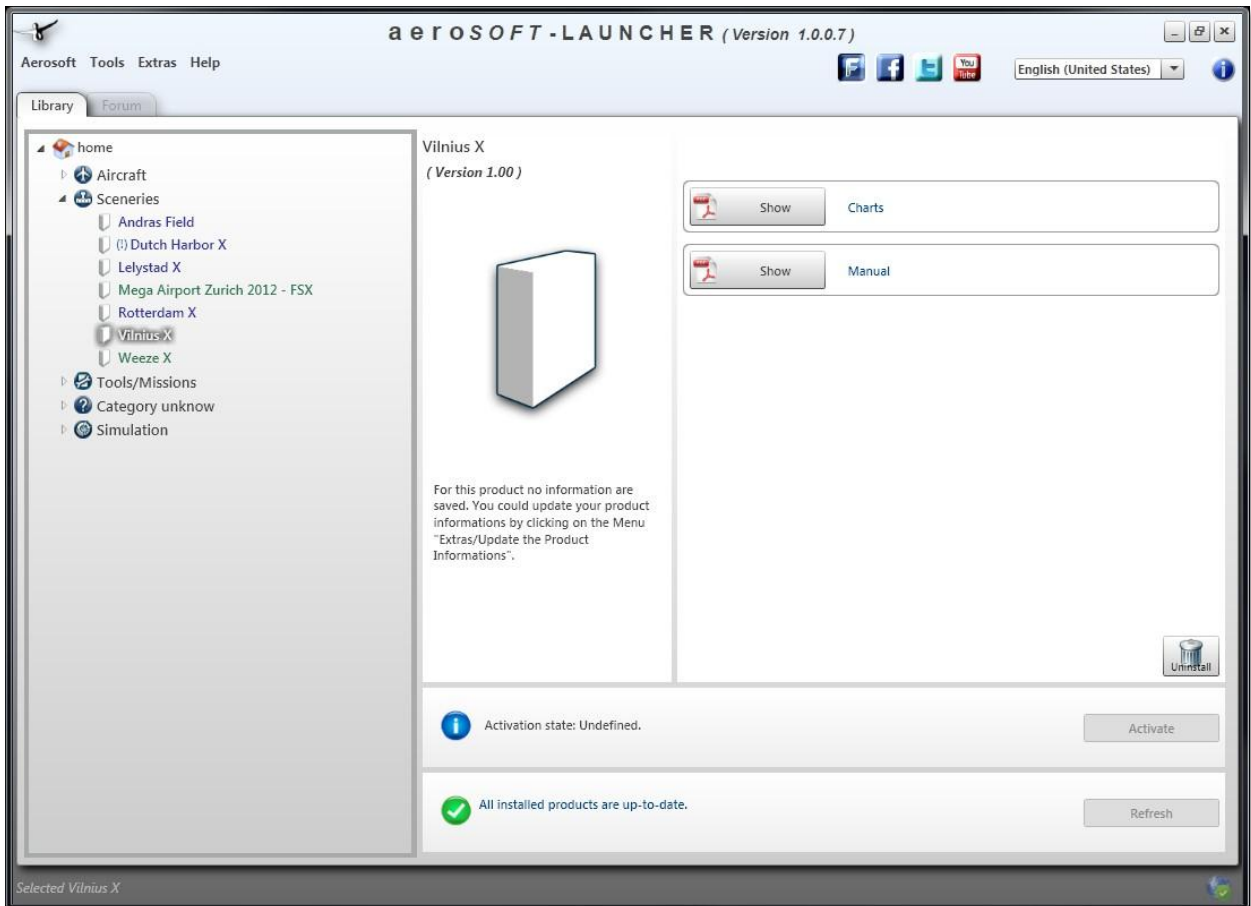 aeroSOFT-LAUNCHER (Version 1.0.0.7)
Aerosoft Tools Extras Help
You
Tube
English (United States)
Library Forum
home
Aircraft
Sceneries
Andras Field
(!) Dutch Harbor X
Lelystad X
Mega Airport Zurich 2012 - FSX
Rotterdam X
Vilnius X
Weeze X
Tools/Missions
Category unknow
Simulation
Vilnius X
( Version 1.00 )
For this product no information are
saved. You could update your product
informations by clicking on the Menu
"Extras/Update the Product
Informations".
Show Charts
Show Manual
Uninstall
Activation state: Undefined.
Activate
All installed products are up-to-date.
Refresh
Selected Vilnius X